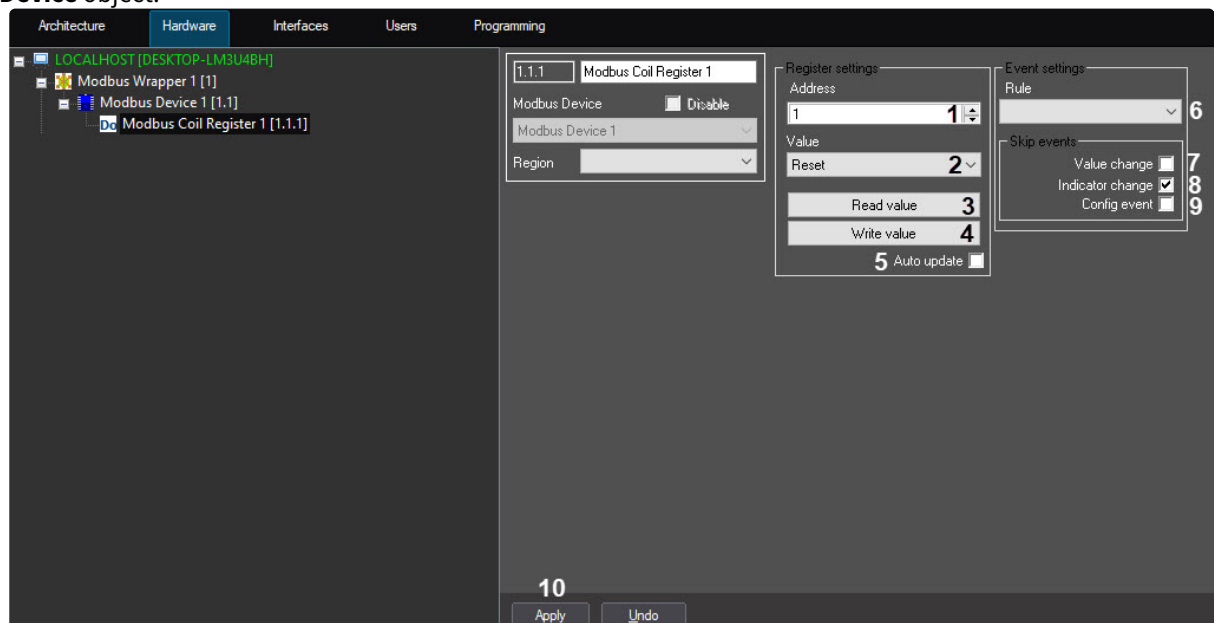 Device object.
Architecture Hardware Interfaces Users Programming
LOCALHOST [DESKTOP-LM3U4BH]
Modbus Wrapper 1 [1]
Modbus Device 1 [1.1]
Do Modbus Coil Register 1 [1.1.1]
1.1.1 Modbus Coil Register 1
Modbus Device Disable
Modbus Device 1
Region
Register settings
Address
1 1
Value
Reset 2
Read value 3
Write value 4
5 Auto update
Event settings
Rule
6
Skip events
Value change 7
Indicator change 8
Config event 9
10
Apply Undo